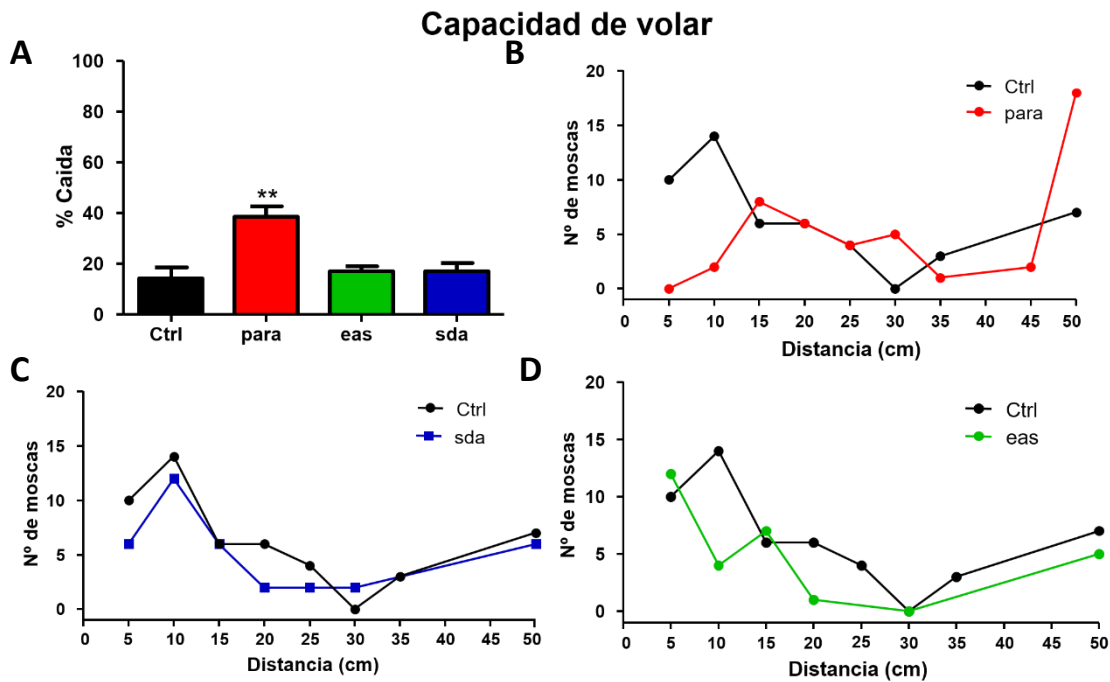 Capacidad de volar
A
% Caida
100
80
60
40
20
0
**
Ctrl para eas sda
B
Nº de moscas
20
15
10
5
0
Ctrl
para
0 5 10 15 20 25 30 35 40 45 50
Distancia (cm)
C
Nº de moscas
20
15
10
5
0
Ctrl
sda
0 5 10 15 20 25 30 35 40 45 50
Distancia (cm)
D
Nº de moscas
20
15
10
5
0
Ctrl
eas
0 5 10 15 20 25 30 35 40 45 50
Distancia (cm)